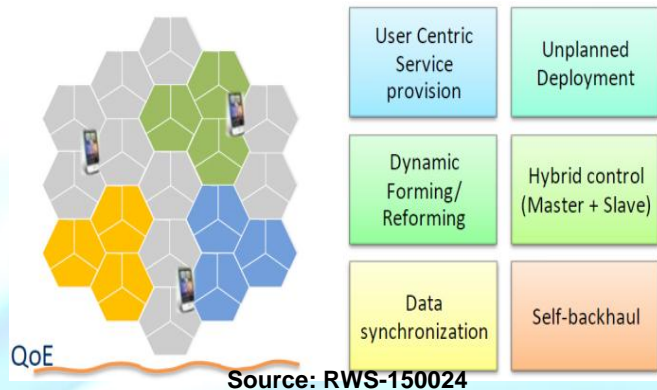 User Centric
Service
provision
Unplanned
Deployment
Dynamic
Forming/
Reforming
Hybrid control
(Master + Slave)
Data
synchronization
Self-backhaul
QoE
Source: RWS-150024